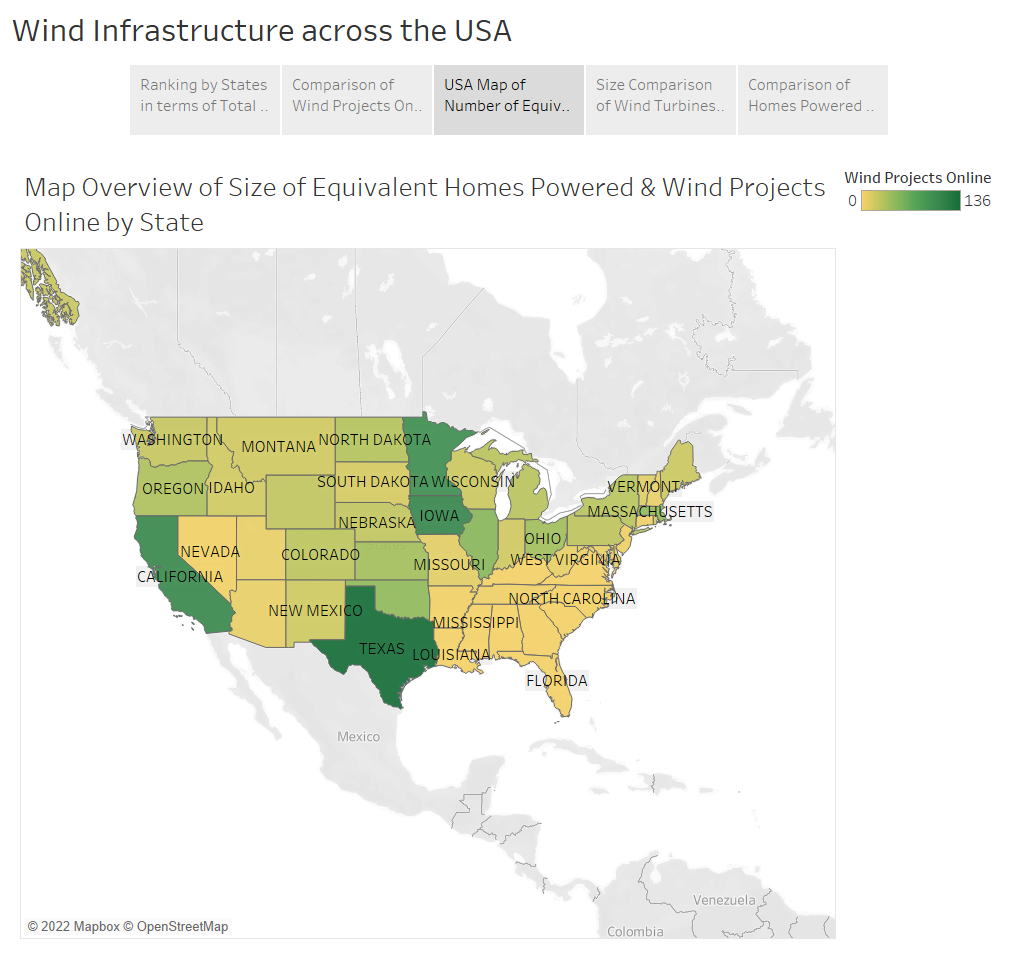 Wind Infrastructure across the USA
Ranking by States
in terms of Total ..
Comparison of
Wind Projects On..
USA Map of
Number of Equiv..
Size Comparison
of Wind Turbines..
Comparison of
Homes Powered ..
Map Overview of Size of Equivalent Homes Powered & Wind Projects
Online by State
Wind Projects Online
0 136
WASHINGTON
MONTANA
NORTH DAKOTA
OREGON
IDAHO
SOUTH DAKOTA
WISCONSIN
VERMONT
MASSACHUSETTS
NEBRASKA
IOWA
NEVADA
COLORADO
OHIO
MISSOURI
WEST VIRGINIA
CALIFORNIA
NEW MEXICO
NORTH CAROLINA
MISSISSIPPI
TEXAS
LOUISIANA
FLORIDA
Mexico
Venezuela
Colombia
© 2022 Mapbox © OpenStreetMap